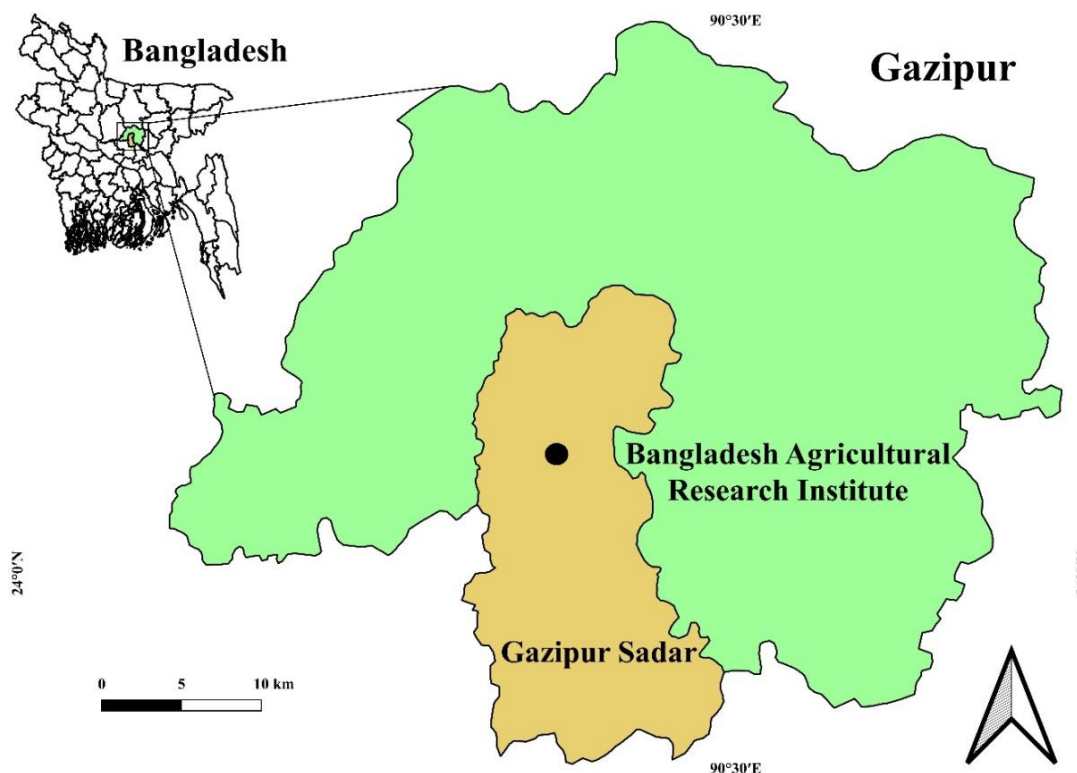 90°30′E
Bangladesh
Gazipur
Bangladesh Agricultural
Research Institute
24°0′N
Gazipur Sadar
0 5 10 km
90°30′E